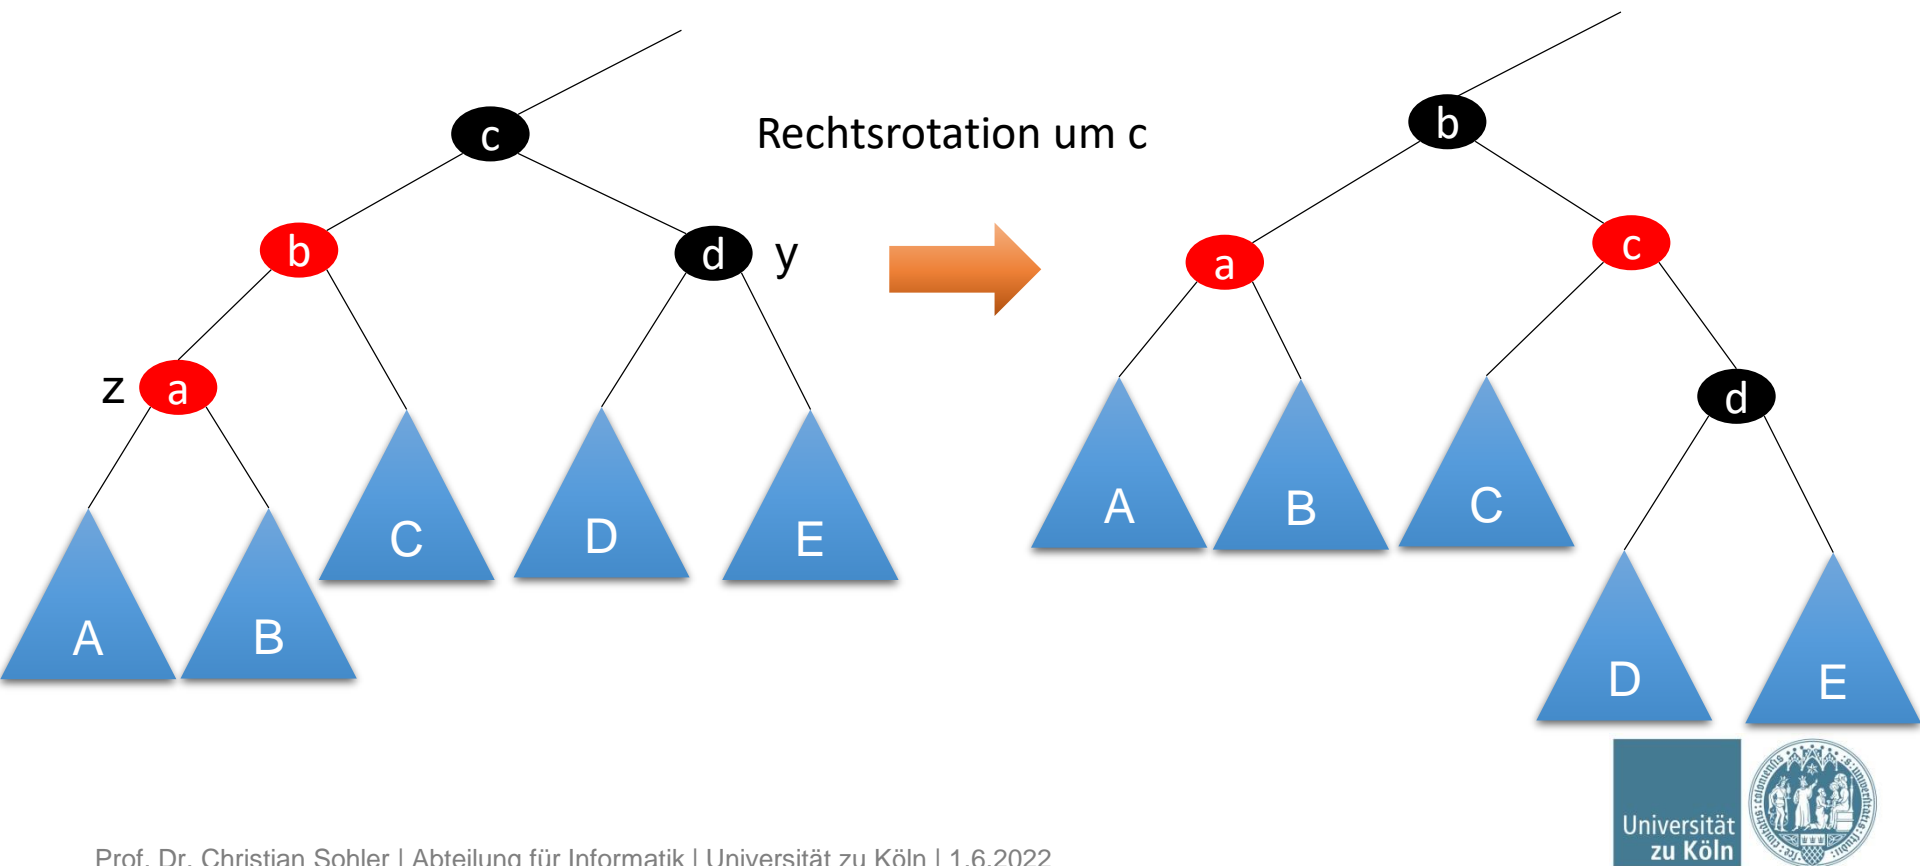 c
Rechtsrotation um c
b
b
d
y
a
c
z
a
d
A
B
C
D
E
A
B
C
D
E
Universität
zu Köln
Prof. Dr. Christian Sohler | Abteilung für Informatik | Universität zu Köln | 1.6.2022